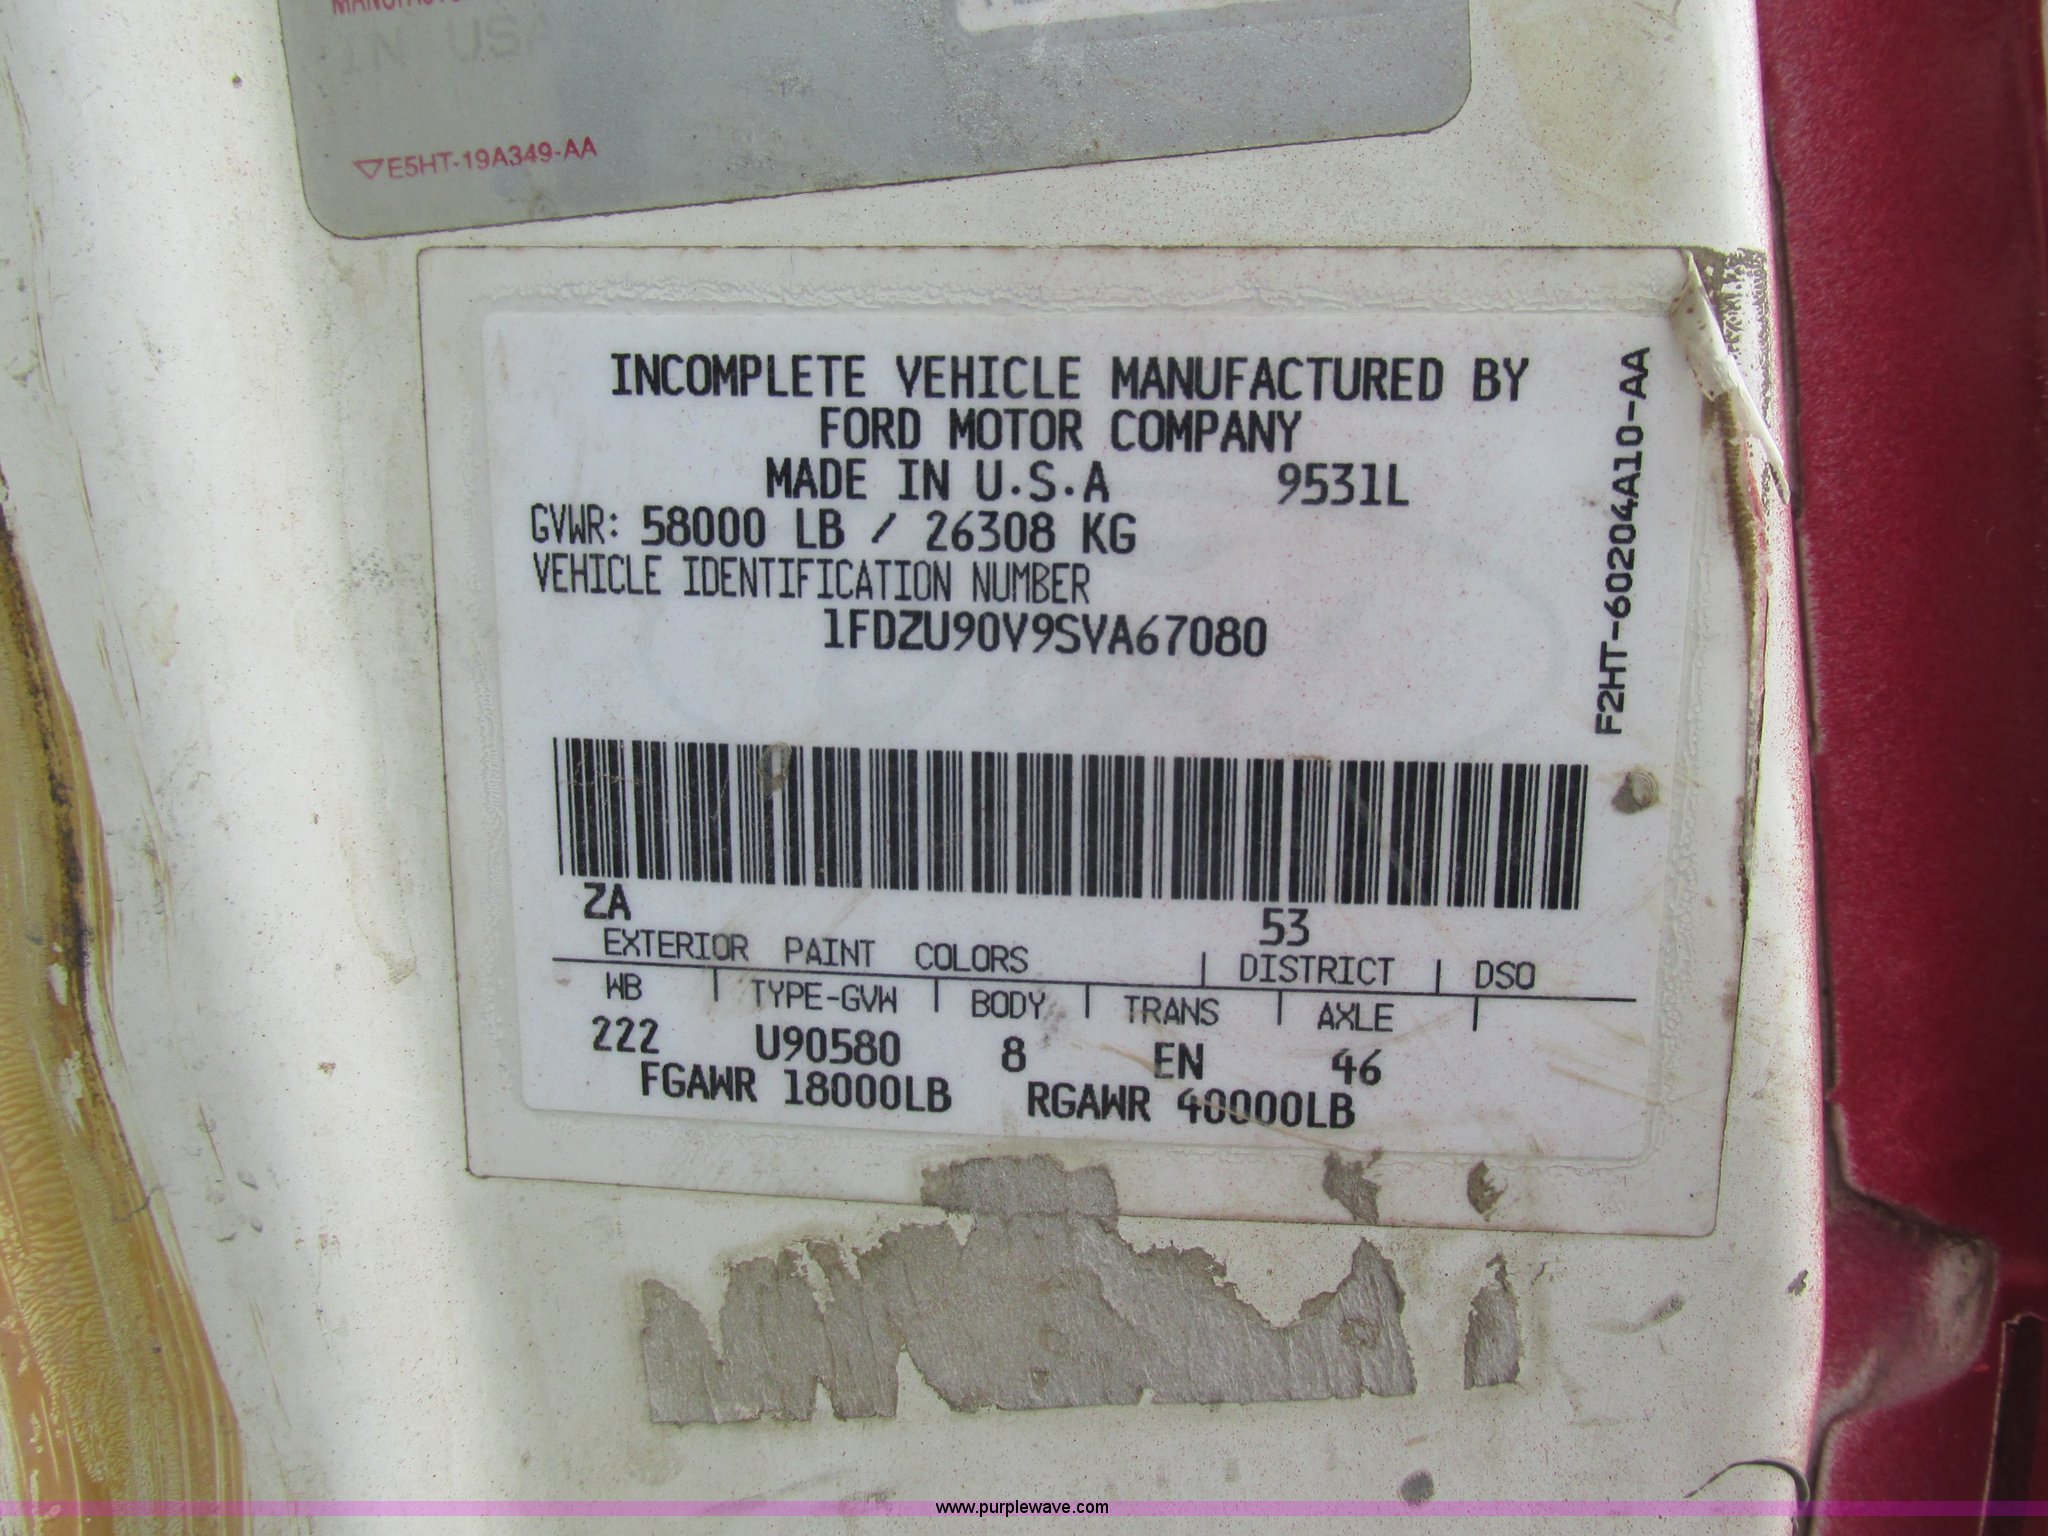 IN USA
▽E5HT-19A349-AA
INCOMPLETE VEHICLE MANUFACTURED BY
FORD MOTOR COMPANY
MADE IN U.S.A 9531L
GVWR: 58000 LB / 26308 KG
VEHICLE IDENTIFICATION NUMBER
1FDZU90V9SVA67080
F2HT-60204A10-AA
ZA 53
EXTERIOR PAINT COLORS | DISTRICT | DSO
WB | TYPE-GVW | BODY | TRANS | AXLE |
222 U90580 8 EN 46
FGAWR 18000LB RGAWR 40000LB
www.purplewave.com